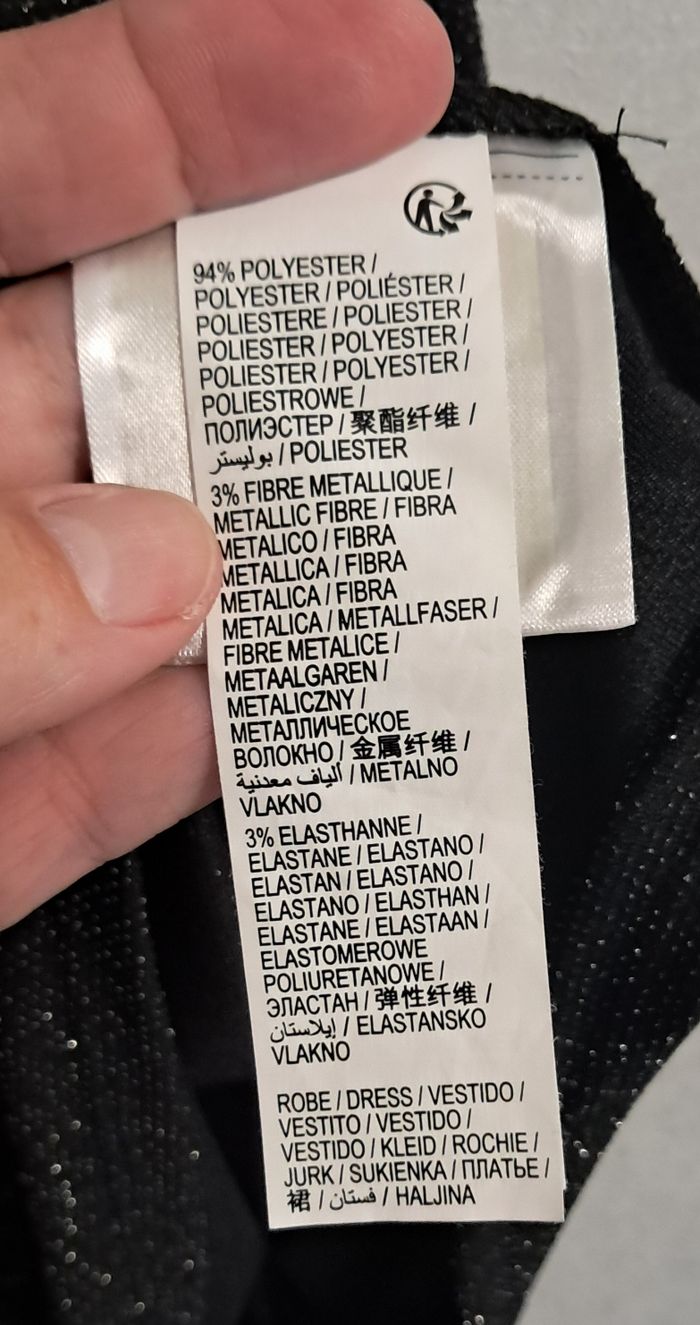 94% POLYESTER /
POLYESTER / POLIÉSTER /
POLIESTERE / POLIESTER /
POLIESTER / POLYESTER /
POLIESTER / POLYESTER /
POLIESTROWE /
ПОЛИЭСТЕР / 聚酯纤维 /
بوليستر / POLIESTER
3% FIBRE METALLIQUE /
METALLIC FIBRE / FIBRA
METALICO / FIBRA
METALLICA / FIBRA
METALICA / FIBRA
METALICA / METALLFASER /
FIBRE METALICE /
METAALGAREN /
METALICZNY /
МЕТАЛЛИЧЕСКОЕ
ВОЛОКНО / 金属纤维 /
ألياف معدنية / METALNO
VLAKNO
3% ELASTHANNE /
ELASTANE / ELASTANO /
ELASTAN / ELASTANO /
ELASTANO / ELASTHAN /
ELASTANE / ELASTAAN /
ELASTOMEROWE
POLIURETANOWE /
ЭЛАСТАН / 弹性纤维 /
إيلاستان / ELASTANSKO
VLAKNO
ROBE / DRESS / VESTIDO /
VESTITO / VESTIDO /
VESTIDO / KLEID / ROCHIE /
JURK / SUKIENKA / ПЛАТЬЕ /
裙 / فستان / HALJINA